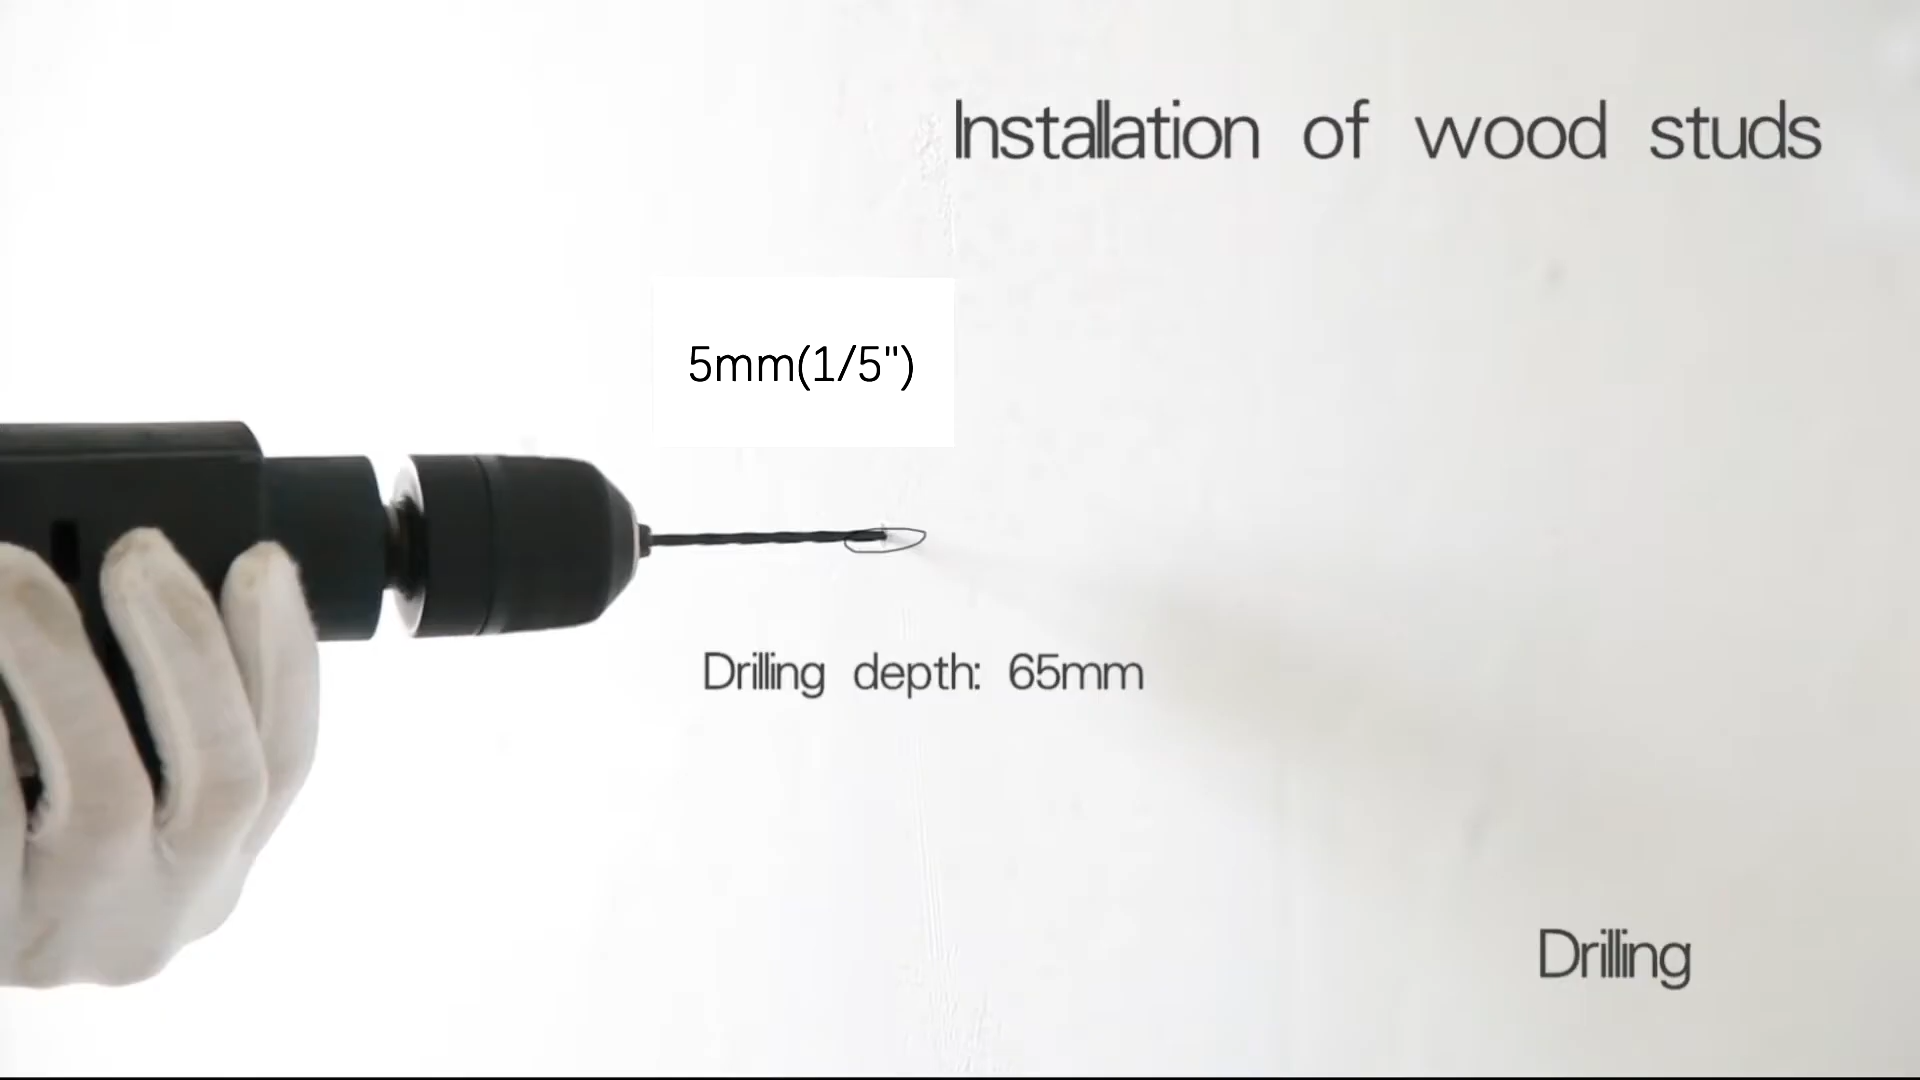 Installation of wood studs
5mm(1/5")
Drilling depth: 65mm
Drilling